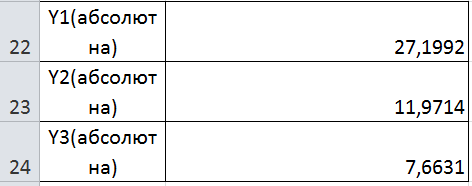 22 Y1(абсолют
на) 27,1992
23 Y2(абсолют
на) 11,9714
24 Y3(абсолют
на) 7,6631